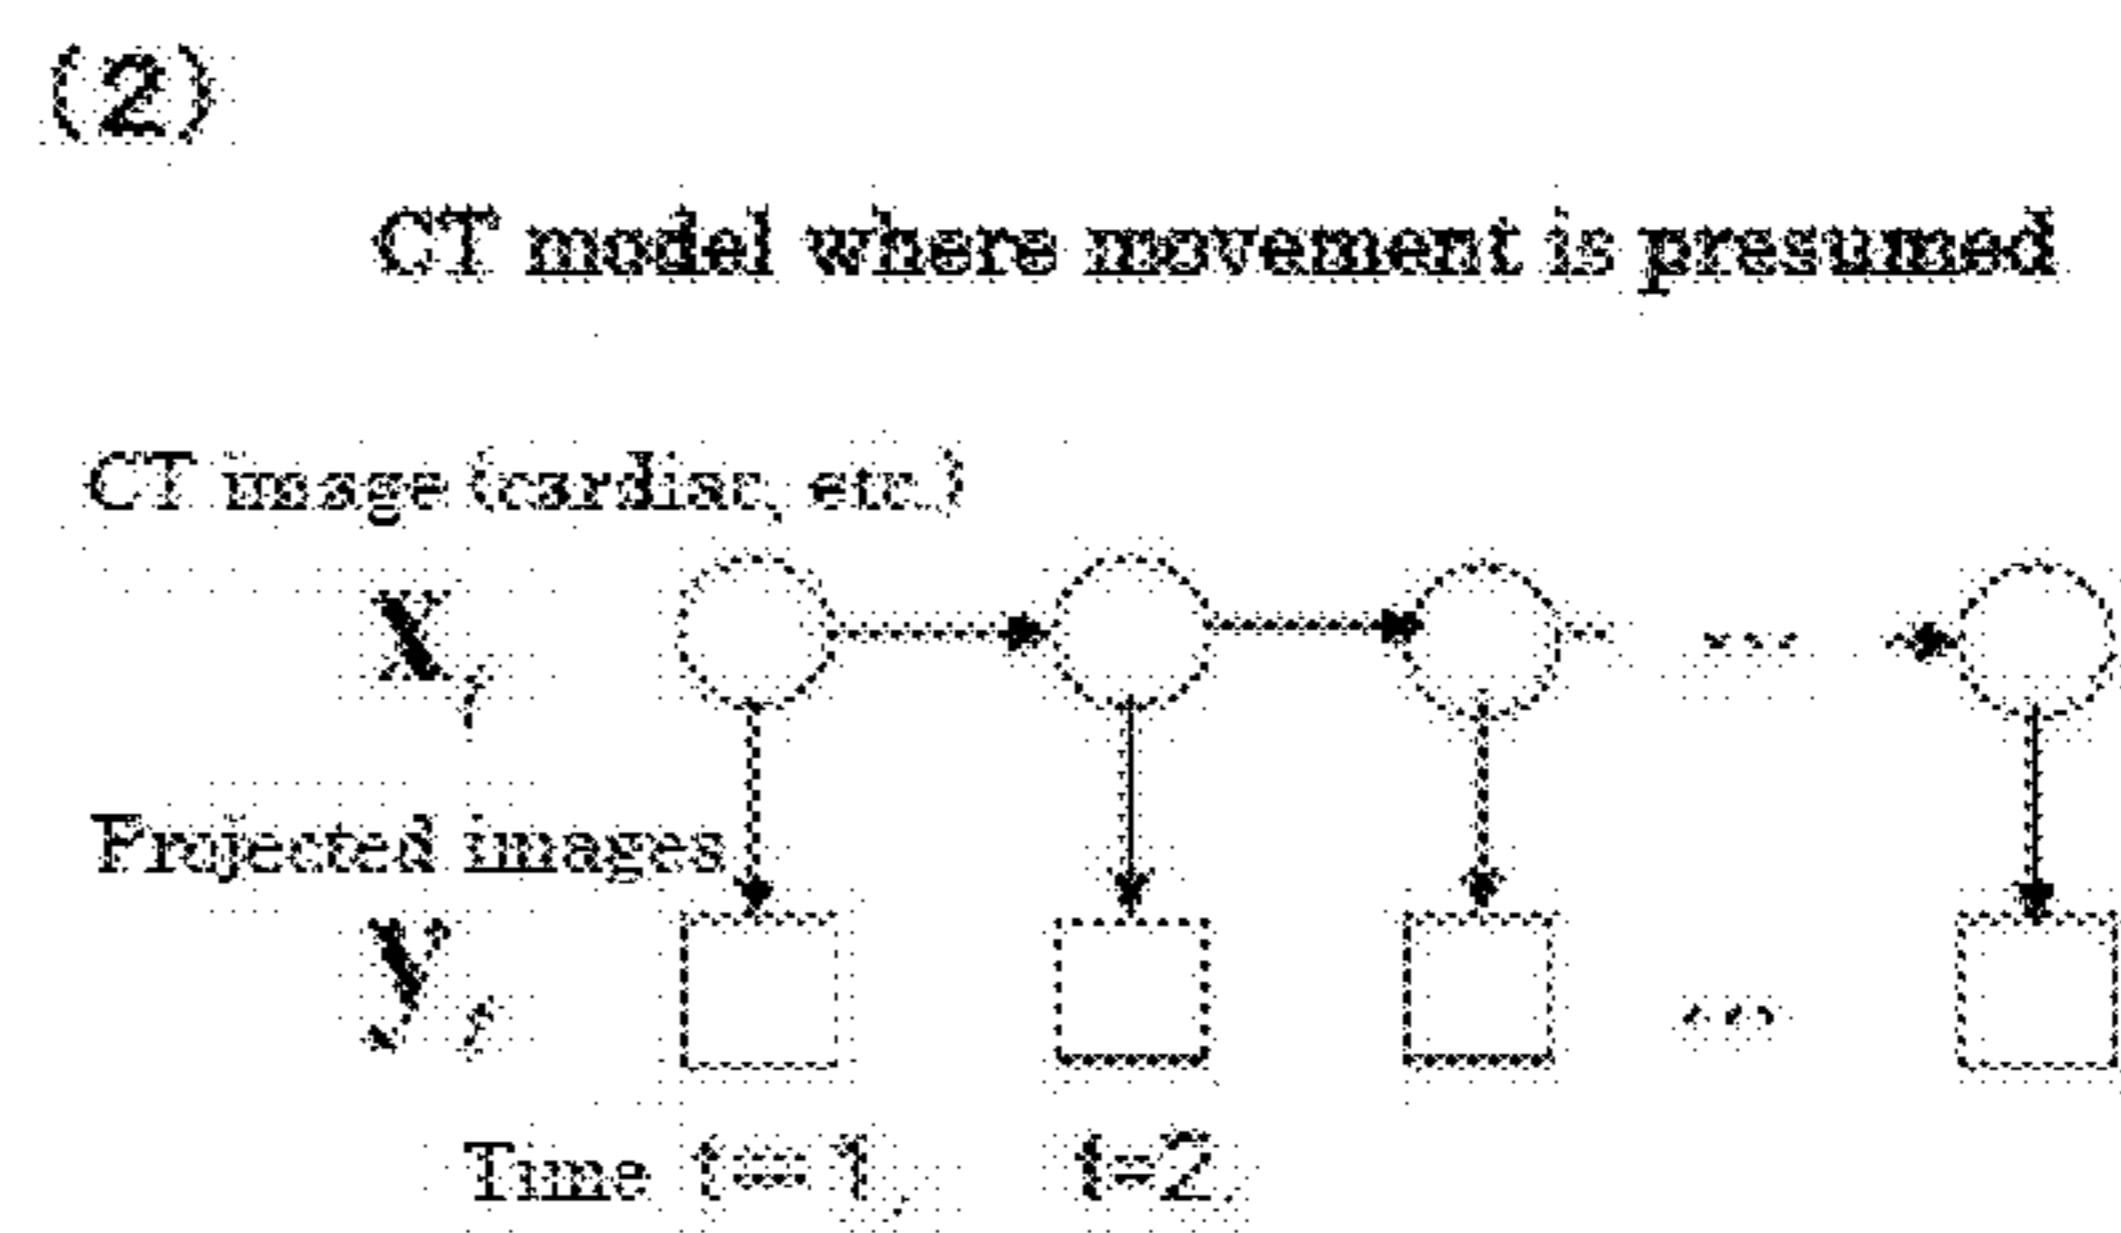 (2)
CT model where movement is presumed
CT image (cardiac, etc.)
X
...
Projected images
y
...
Time t=1, t=2,